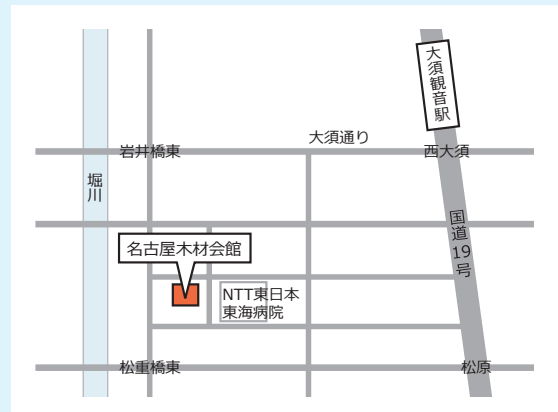 大須観音駅
大須通り
岩井橋東
西大須
堀川
国道19号
名古屋木材会館
NTT東日本
東海病院
松重橋東
松原